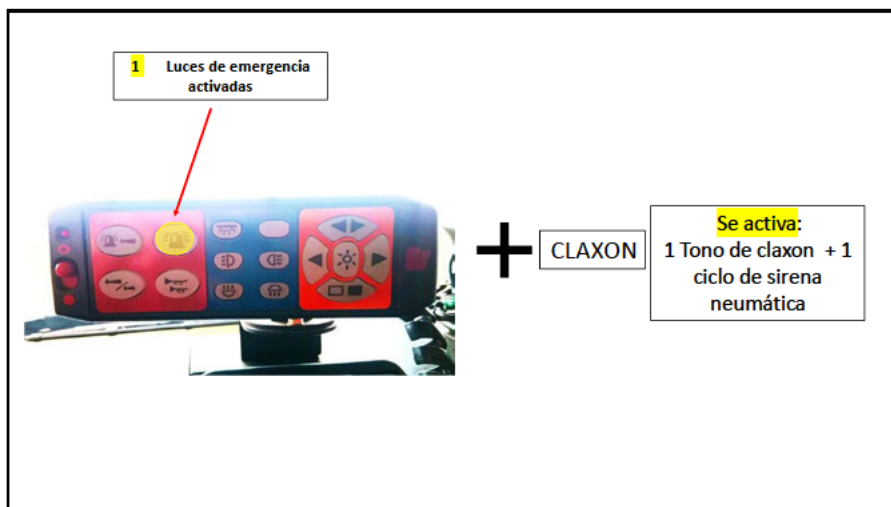 1 Luces de emergencia
activadas
CLAXON
Se activa:
1 Tono de claxon + 1
ciclo de sirena
neumática